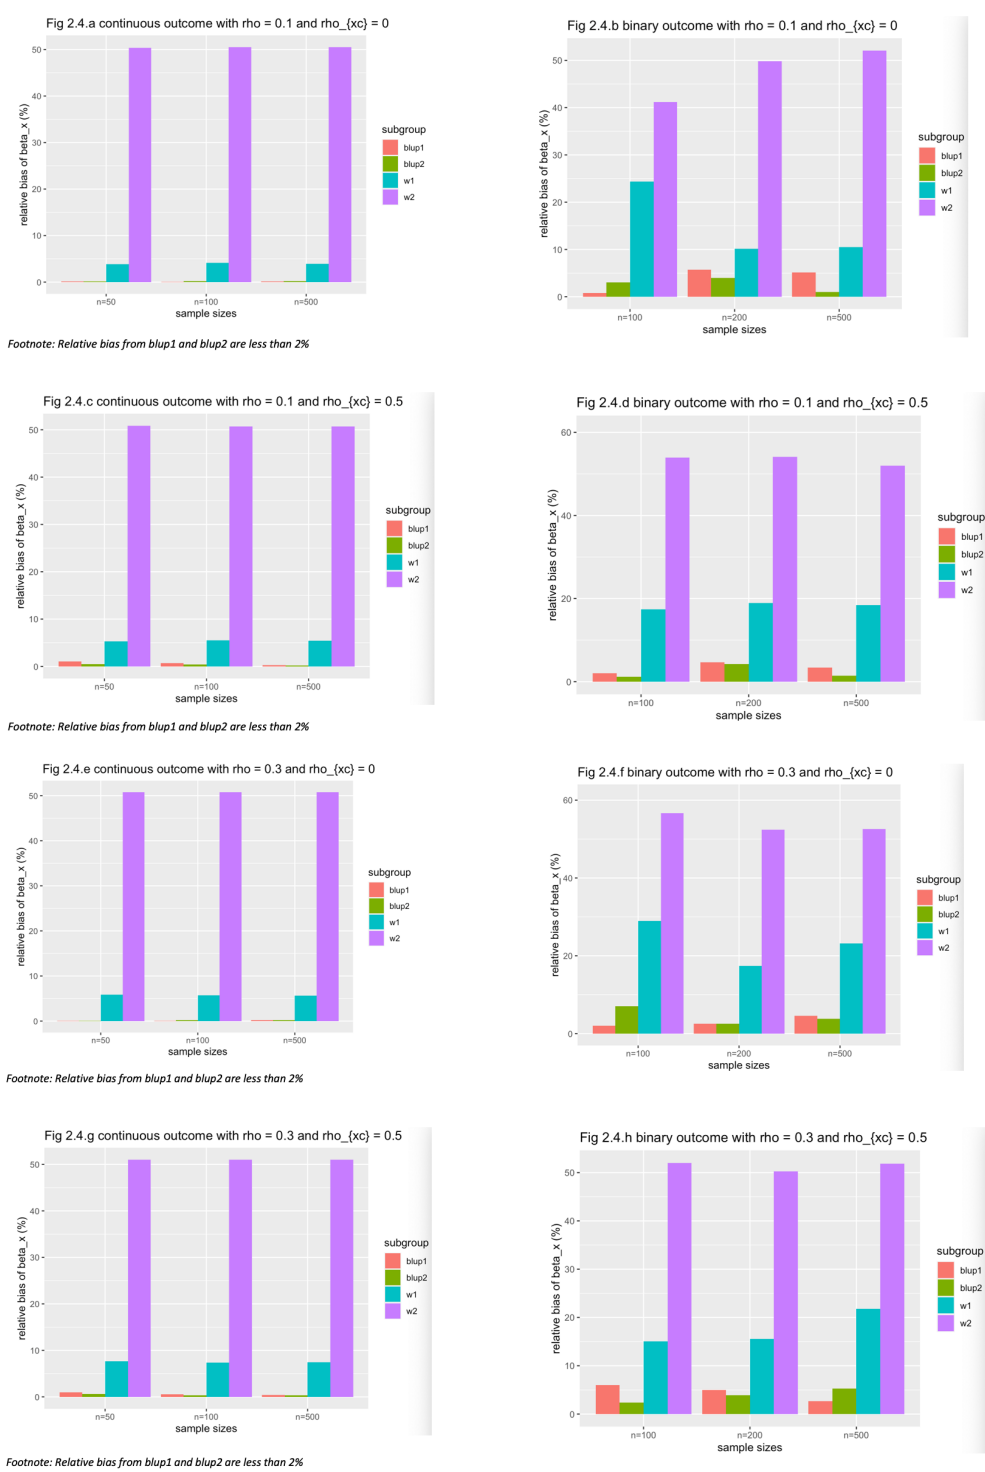 Fig 2.4.a continuous outcome with rho = 0.1 and rho_{xc} = 0
relative bias of beta_x (%)
50
40
30
20
10
0
n=50
n=100
n=500
sample sizes
subgroup
blup1
blup2
w1
w2
Footnote: Relative bias from blup1 and blup2 are less than 2%
Fig 2.4.b binary outcome with rho = 0.1 and rho_{xc} = 0
relative bias of beta_x (%)
50
40
30
20
10
0
n=100
n=200
n=500
sample sizes
subgroup
blup1
blup2
w1
w2
Fig 2.4.c continuous outcome with rho = 0.1 and rho_{xc} = 0.5
relative bias of beta_x (%)
50
40
30
20
10
0
n=50
n=100
n=500
sample sizes
subgroup
blup1
blup2
w1
w2
Footnote: Relative bias from blup1 and blup2 are less than 2%
Fig 2.4.d binary outcome with rho = 0.1 and rho_{xc} = 0.5
relative bias of beta_x (%)
60
40
20
0
n=100
n=200
n=500
sample sizes
subgroup
blup1
blup2
w1
w2
Fig 2.4.e continuous outcome with rho = 0.3 and rho_{xc} = 0
relative bias of beta_x (%)
50
40
30
20
10
0
n=50
n=100
n=500
sample sizes
subgroup
blup1
blup2
w1
w2
Footnote: Relative bias from blup1 and blup2 are less than 2%
Fig 2.4.f binary outcome with rho = 0.3 and rho_{xc} = 0
relative bias of beta_x (%)
60
40
20
0
n=100
n=200
n=500
sample sizes
subgroup
blup1
blup2
w1
w2
Fig 2.4.g continuous outcome with rho = 0.3 and rho_{xc} = 0.5
relative bias of beta_x (%)
50
40
30
20
10
0
n=50
n=100
n=500
sample sizes
subgroup
blup1
blup2
w1
w2
Footnote: Relative bias from blup1 and blup2 are less than 2%
Fig 2.4.h binary outcome with rho = 0.3 and rho_{xc} = 0.5
relative bias of beta_x (%)
50
40
30
20
10
0
n=100
n=200
n=500
sample sizes
subgroup
blup1
blup2
w1
w2